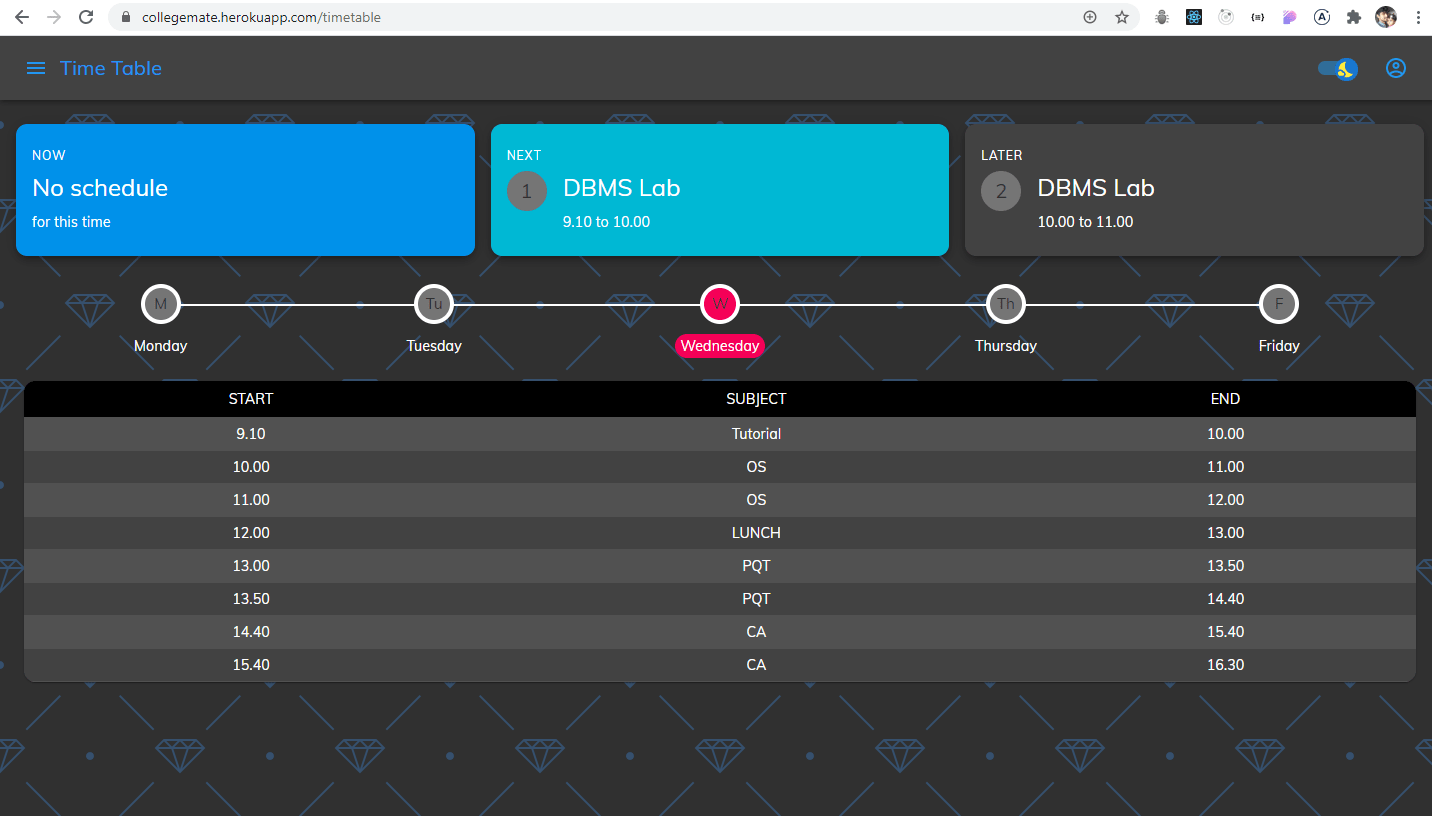 collegemate.herokuapp.com/timetable
Time Table
NOW
No schedule
for this time
NEXT
1
DBMS Lab
9.10 to 10.00
LATER
2
DBMS Lab
10.00 to 11.00
M Tu W Th F
Monday Tuesday Wednesday Thursday Friday
START SUBJECT END
9.10 Tutorial 10.00
10.00 OS 11.00
11.00 OS 12.00
12.00 LUNCH 13.00
13.00 PQT 13.50
13.50 PQT 14.40
14.40 CA 15.40
15.40 CA 16.30